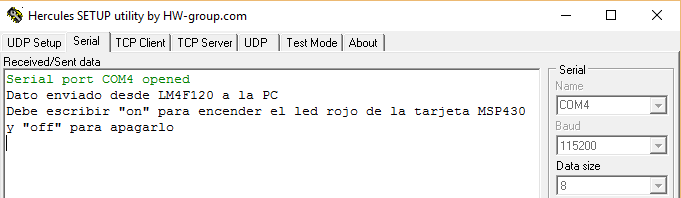 Hercules SETUP utility by HW-group.com
UDP Setup Serial TCP Client TCP Server UDP Test Mode About
Received/Sent data
Serial port COM4 opened
Dato enviado desde LM4F120 a la PC
Debe escribir "on" para encender el led rojo de la tarjeta MSP430
y "off" para apagarlo
Serial
Name
COM4
Baud
115200
Data size
8